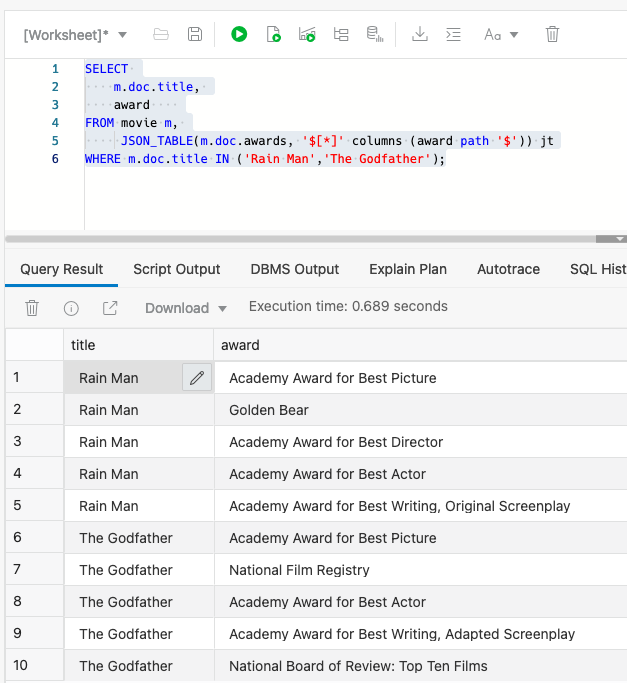 [Worksheet]*
Aa
1 SELECT
2 m.doc.title,
3 award
4 FROM movie m,
5 JSON_TABLE(m.doc.awards, '$[*]' columns (award path '$')) jt
6 WHERE m.doc.title IN ('Rain Man','The Godfather');
Query Result Script Output DBMS Output Explain Plan Autotrace SQL Hist
Download Execution time: 0.689 seconds
title award
1 Rain Man Academy Award for Best Picture
2 Rain Man Golden Bear
3 Rain Man Academy Award for Best Director
4 Rain Man Academy Award for Best Actor
5 Rain Man Academy Award for Best Writing, Original Screenplay
6 The Godfather Academy Award for Best Picture
7 The Godfather National Film Registry
8 The Godfather Academy Award for Best Actor
9 The Godfather Academy Award for Best Writing, Adapted Screenplay
10 The Godfather National Board of Review: Top Ten Films